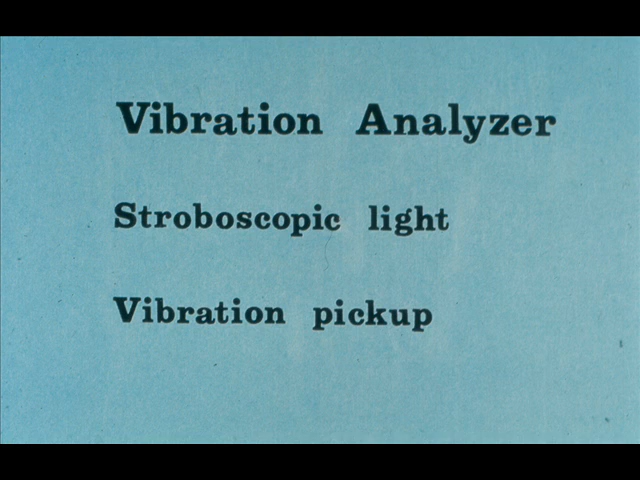 Vibration Analyzer
Stroboscopic light
Vibration pickup